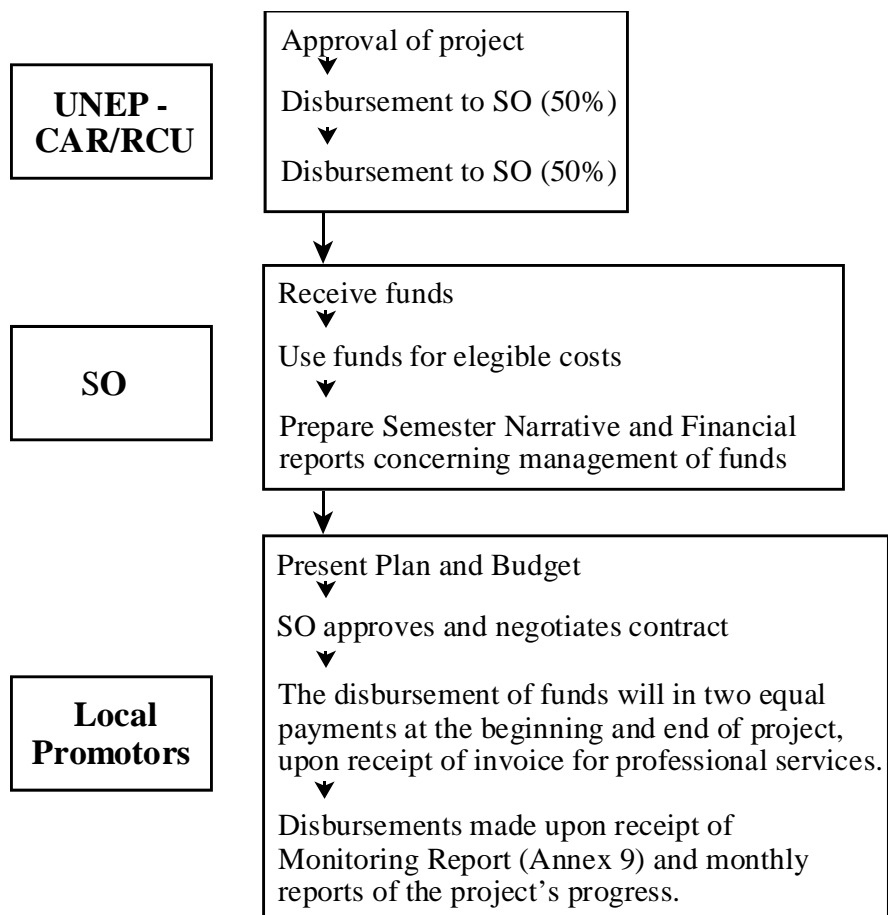 UNEP -
CAR/RCU
Approval of project
Disbursement to SO (50%)
Disbursement to SO (50%)
SO
Receive funds
Use funds for elegible costs
Prepare Semester Narrative and Financial
reports concerning management of funds
Local
Promotors
Present Plan and Budget
SO approves and negotiates contract
The disbursement of funds will in two equal
payments at the beginning and end of project,
upon receipt of invoice for professional services.
Disbursements made upon receipt of
Monitoring Report (Annex 9) and monthly
reports of the project’s progress.